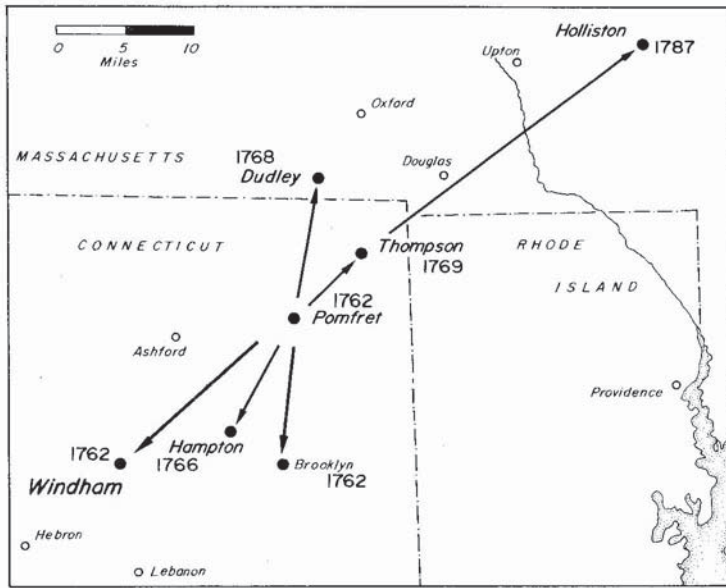 Holliston
1787
0 5 10
Miles
Upton
Oxford
MASSACHUSETTS
1768
Dudley
Douglas
CONNECTICUT
Thompson
1769
RHODE
ISLAND
1762
Pomfret
Ashford
Providence
1762
Windham
Hampton
1766
Brooklyn
1762
Hebron
Lebanon